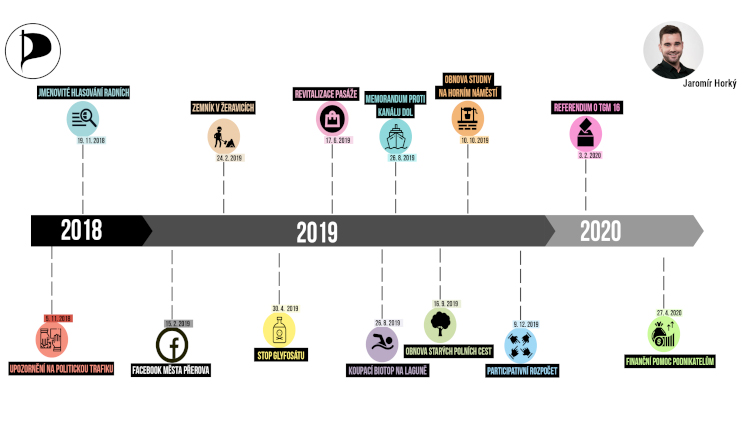 Jaromír Horký
JMENOVITÉ HLASOVÁNÍ RADNÍCH
19. 11. 2018
ZEMNÍK V ŽERAVICÍCH
24. 2. 2019
REVITALIZACE PASÁŽE
17. 6. 2019
MEMORANDUM PROTI
KANÁLU DOL
26. 8. 2019
OBNOVA STUDNY
NA HORNÍM NÁMĚSTÍ
10. 10. 2019
REFERENDUM O TGM 16
3. 2. 2020
2018
2019
2020
5. 11. 2018
UPOZORNĚNÍ NA POLITICKOU TRAFIKU
15. 2. 2019
FACEBOOK MĚSTA PŘEROVA
30. 4. 2019
STOP GLYFOSÁTU
26. 8. 2019
KOUPACÍ BIOTOP NA LAGUNĚ
16. 9. 2019
OBNOVA STARÝCH POLNÍCH CEST
9. 12. 2019
PARTICIPATIVNÍ ROZPOČET
27. 4. 2020
FINANČNÍ POMOC PODNIKATELŮM